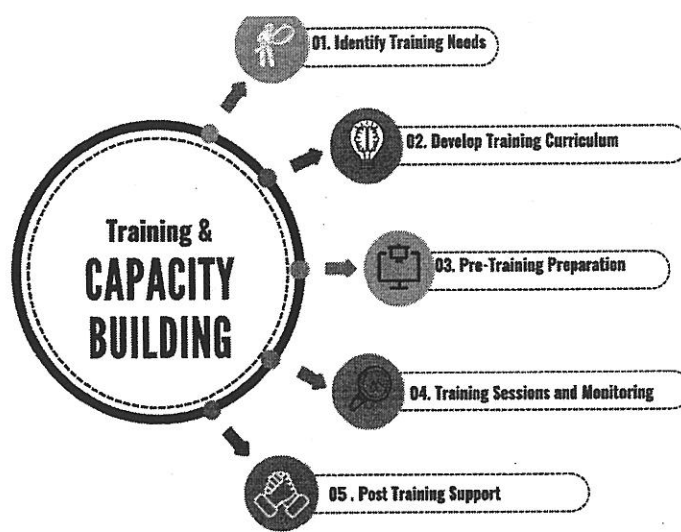 01. Identify Training Needs
02. Develop Training Curriculum
Training &
CAPACITY
BUILDING
03. Pre-Training Preparation
04. Training Sessions and Monitoring
05 . Post Training Support